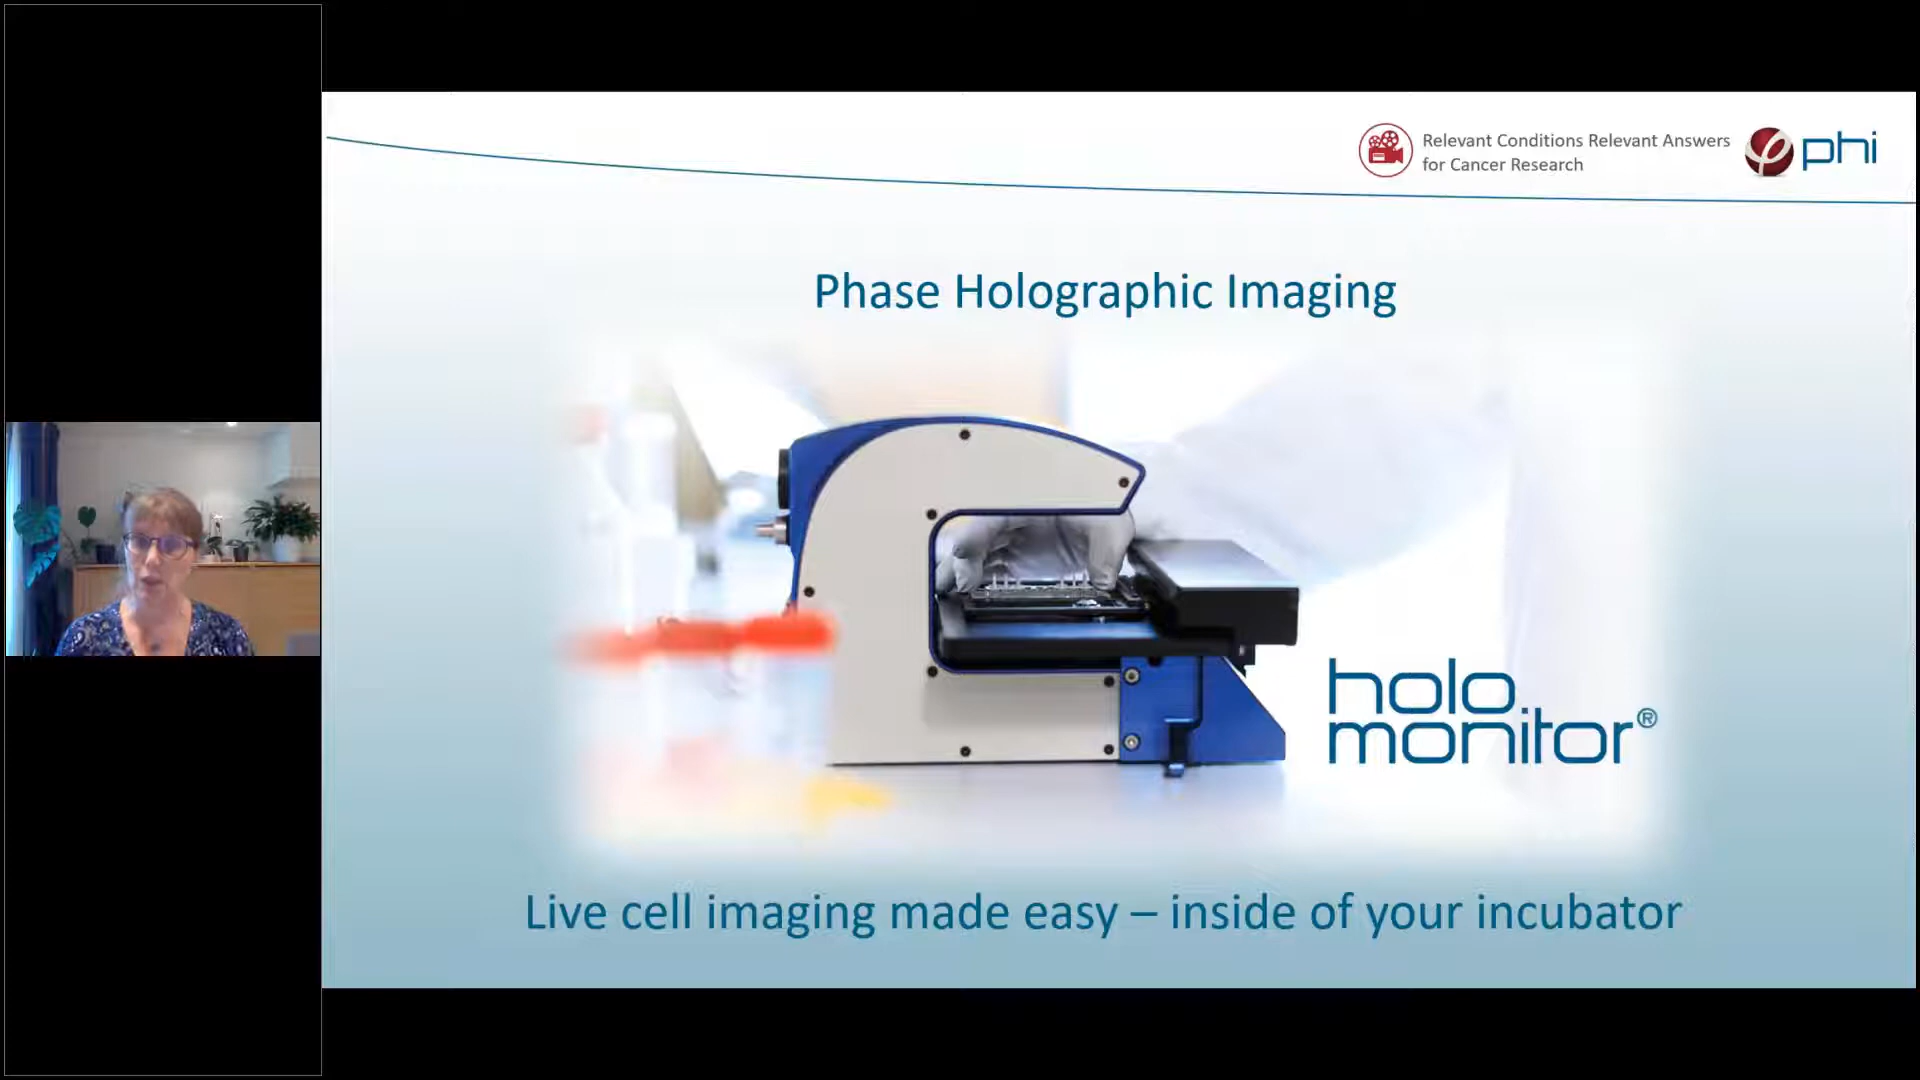 Relevant Conditions Relevant Answers
for Cancer Research
phi
Phase Holographic Imaging
holo
monitor®
Live cell imaging made easy – inside of your incubator